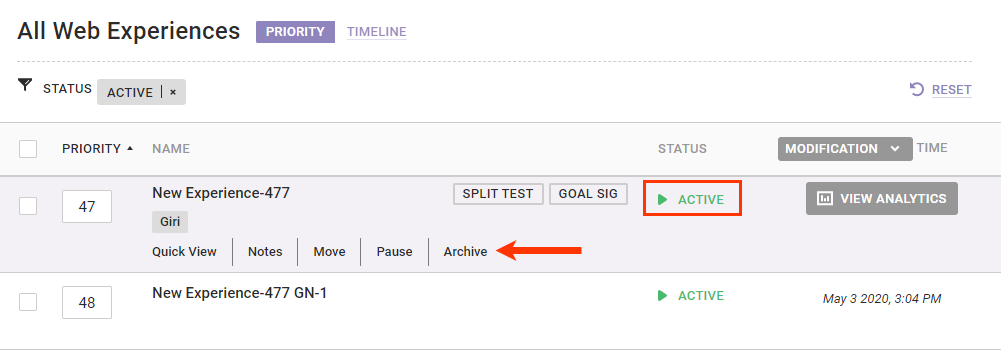 All Web Experiences PRIORITY TIMELINE
STATUS ACTIVE × RESET
PRIORITY NAME STATUS MODIFICATION TIME
47 New Experience-477 SPLIT TEST GOAL SIG ACTIVE VIEW ANALYTICS
Giri
Quick View Notes Move Pause Archive
48 New Experience-477 GN-1 ACTIVE May 3 2020, 3:04 PM